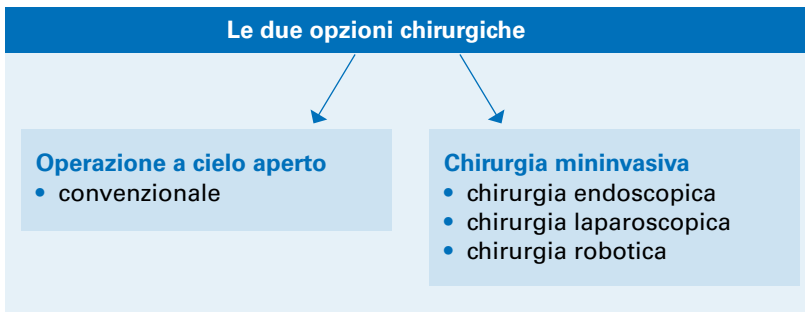 Le due opzioni chirurgiche
Operazione a cielo aperto
• convenzionale
Chirurgia mininvasiva
• chirurgia endoscopica
• chirurgia laparoscopica
• chirurgia robotica